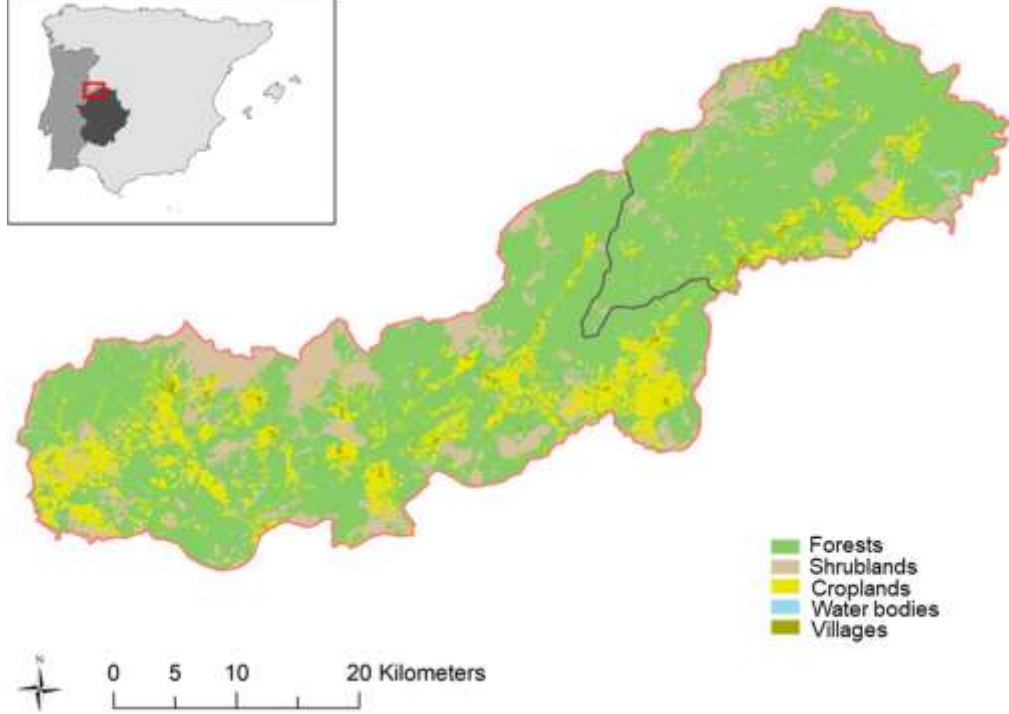 Forests
Shrublands
Croplands
Water bodies
Villages
N
0 5 10 20 Kilometers